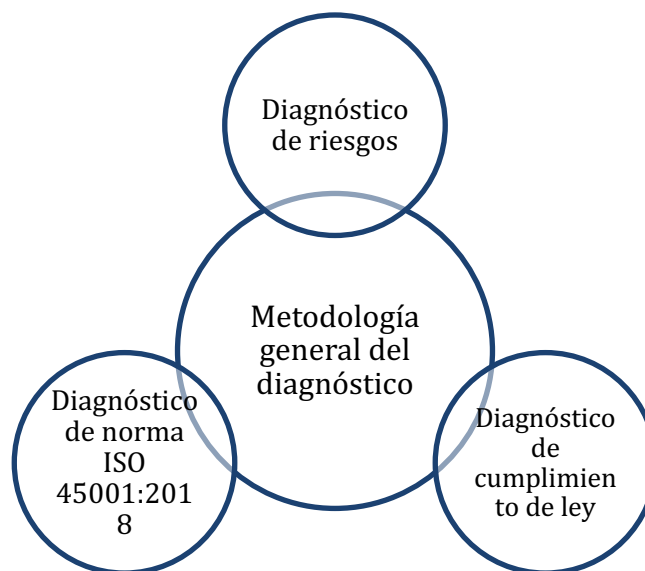 Diagnóstico
de riesgos
Metodología
general del
diagnóstico
Diagnóstico
de norma
ISO
45001:201
8
Diagnóstico
de
cumplimien
to de ley